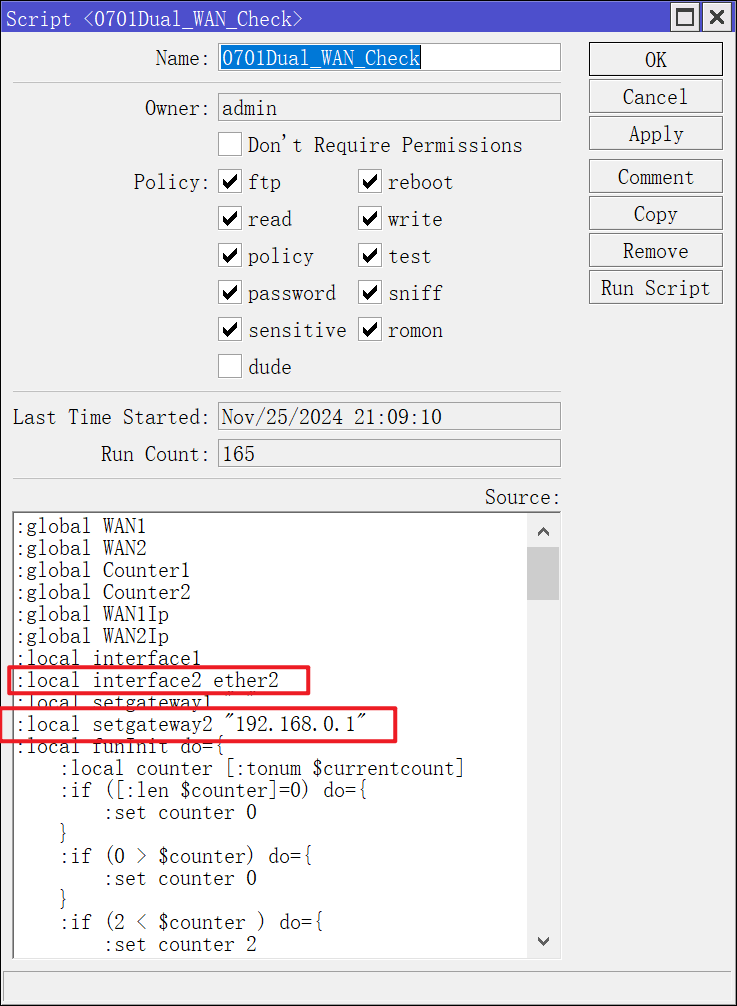 Script <0701Dual_WAN_Check>
Name: 0701Dual_WAN_Check
OK
Owner: admin
Cancel
Don't Require Permissions
Apply
Policy: ftp reboot
Comment
read write
Copy
policy test
Remove
password sniff
Run Script
sensitive romon
dude
Last Time Started: Nov/25/2024 21:09:10
Run Count: 165
Source:
:global WAN1
:global WAN2
:global Counter1
:global Counter2
:global WAN1Ip
:global WAN2Ip
:local interface1
:local interface2 ether2
:local setgateway1
:local setgateway2 "192.168.0.1"
:local funInit do={
:local counter [:tonum $currentcount]
:if ([:len $counter]=0) do={
:set counter 0
}
:if (0 > $counter) do={
:set counter 0
}
:if (2 < $counter ) do={
:set counter 2